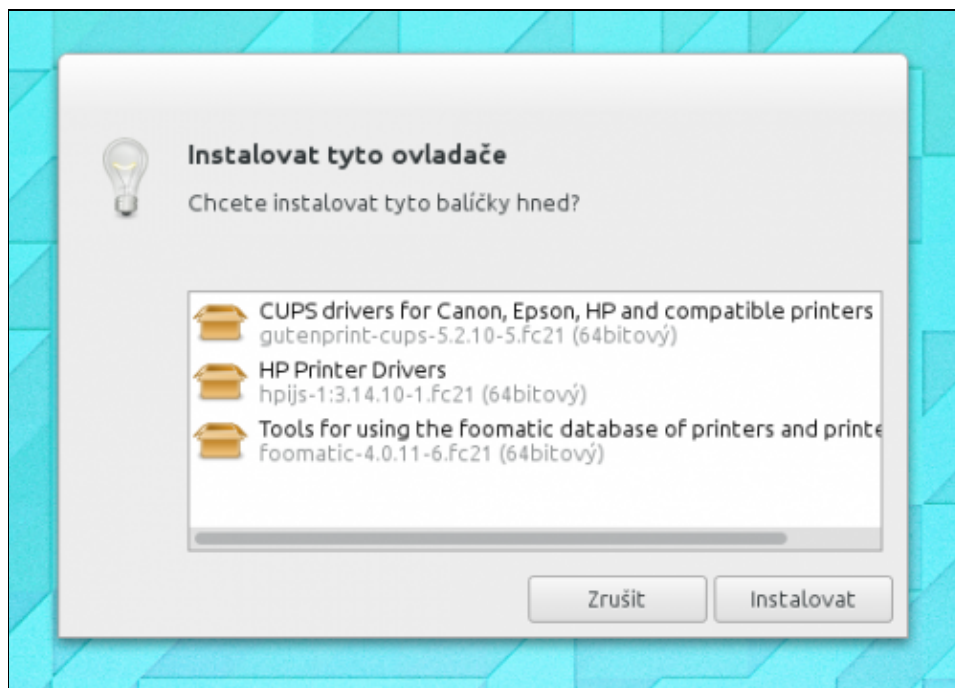 Instalovat tyto ovladače
Chcete instalovat tyto balíčky hned?
CUPS drivers for Canon, Epson, HP and compatible printers
gutenprint-cups-5.2.10-5.fc21 (64bitový)
HP Printer Drivers
hpijs-1:3.14.10-1.fc21 (64bitový)
Tools for using the foomatic database of printers and printe
foomatic-4.0.11-6.fc21 (64bitový)
Zrušit
Instalovat